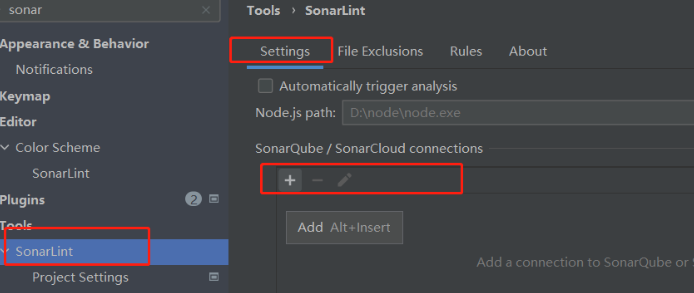 sonar
Appearance & Behavior
Notifications
Keymap
Editor
Color Scheme
SonarLint
Plugins 2
Tools
SonarLint
Project Settings
Tools › SonarLint
Settings File Exclusions Rules About
Automatically trigger analysis
Node.js path: D:\node\node.exe
SonarQube / SonarCloud connections
Add Alt+Insert
Add a connection to SonarQube or